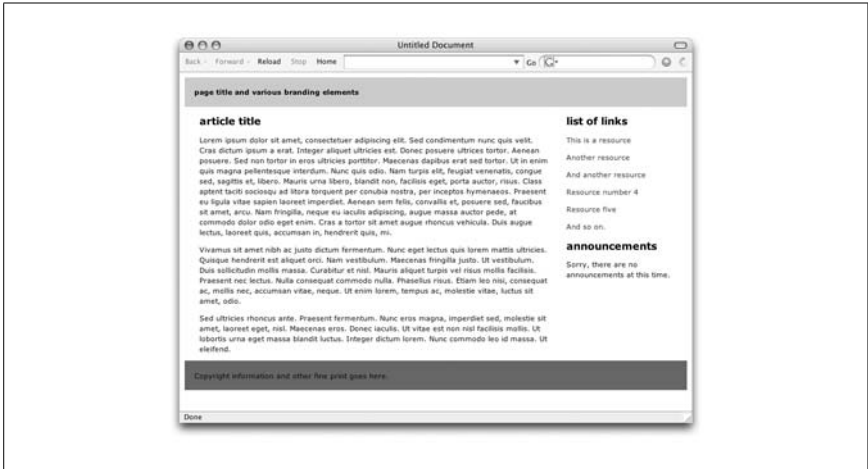 Untitled Document
Back Forward Reload Stop Home Go G
page title and various branding elements
article title
Lorem ipsum dolor sit amet, consectetuer adipiscing elit. Sed condimentum nunc quis velit.
Cras dictum ipsum a erat. Integer aliquet ultricies est. Donec posuere ultrices tortor. Aenean
posuere. Sed non tortor in eros ultricies porttitor. Maecenas dapibus erat sed tortor. Ut in enim
quis magna pellentesque interdum. Nunc quis odio. Nam turpis elit, feugiat venenatis, congue
sed, sagittis et, libero. Mauris urna libero, blandit non, facilisis eget, porta auctor, risus. Class
aptent taciti sociosqu ad litora torquent per conubia nostra, per inceptos hymenaeos. Praesent
eu ligula vitae sapien laoreet imperdiet. Aenean sem felis, convallis et, posuere sed, faucibus
sit amet, arcu. Nam fringilla, neque eu iaculis adipiscing, augue massa auctor pede, at
commodo dolor odio eget enim. Cras a tortor sit amet augue rhoncus vehicula. Duis augue
lectus, laoreet quis, accumsan in, hendrerit quis, mi.
Vivamus sit amet nibh ac justo dictum fermentum. Nunc eget lectus quis lorem mattis ultricies.
Quisque hendrerit est aliquet orci. Nam vestibulum. Maecenas fringilla justo. Ut vestibulum.
Duis sollicitudin mollis massa. Curabitur et nisl. Mauris aliquet turpis vel risus mollis facilisis.
Praesent nec lectus. Nulla consequat commodo nulla. Phasellus risus. Etiam leo nisi, consequat
ac, mollis nec, accumsan vitae, neque. Ut enim lorem, tempus ac, molestie vitae, luctus sit
amet, odio.
Sed ultricies rhoncus ante. Praesent fermentum. Nunc eros magna, imperdiet sed, molestie sit
amet, laoreet eget, nisl. Maecenas eros. Donec iaculis. Ut vitae est non nisl facilisis mollis. Ut
lobortis urna eget massa blandit luctus. Integer dictum lorem. Nunc commodo leo id massa. Ut
eleifend.
list of links
This is a resource
Another resource
And another resource
Resource number 4
Resource five
And so on.
announcements
Sorry, there are no
announcements at this time.
Copyright information and other fine print goes here.
Done